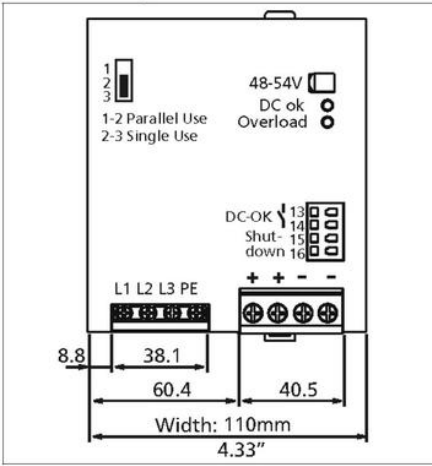 1
2
3
1-2 Parallel Use
2-3 Single Use
48-54V
DC ok
Overload
DC-OK 13
14
Shut- 15
down 16
+ + - -
L1 L2 L3 PE
8.8 38.1
60.4 40.5
Width: 110mm
4.33"